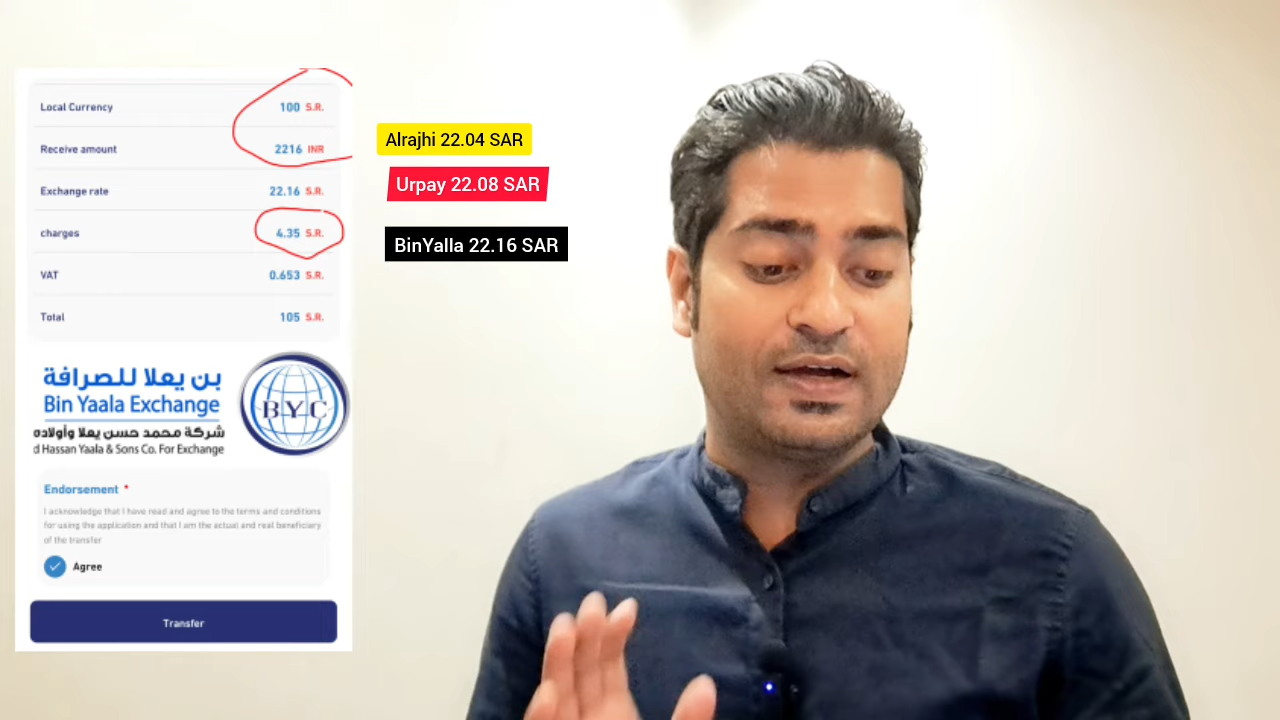 Local Currency 100 S.R.
Receive amount 2216 INR
Exchange rate 22.16 S.R.
charges 4.35 S.R.
VAT 0.653 S.R.
Total 105 S.R.
بن يعلا للصرافة
Bin Yaala Exchange
شركة محمد حسن يعلا وأولاده
d Hassan Yaala & Sons Co. For Exchange
BYC
Endorsement *
I acknowledge that I have read and agree to the terms and conditions
for using the application and that I am the actual and real beneficiary
of the transfer
Agree
Transfer
Alrajhi 22.04 SAR
Urpay 22.08 SAR
BinYalla 22.16 SAR